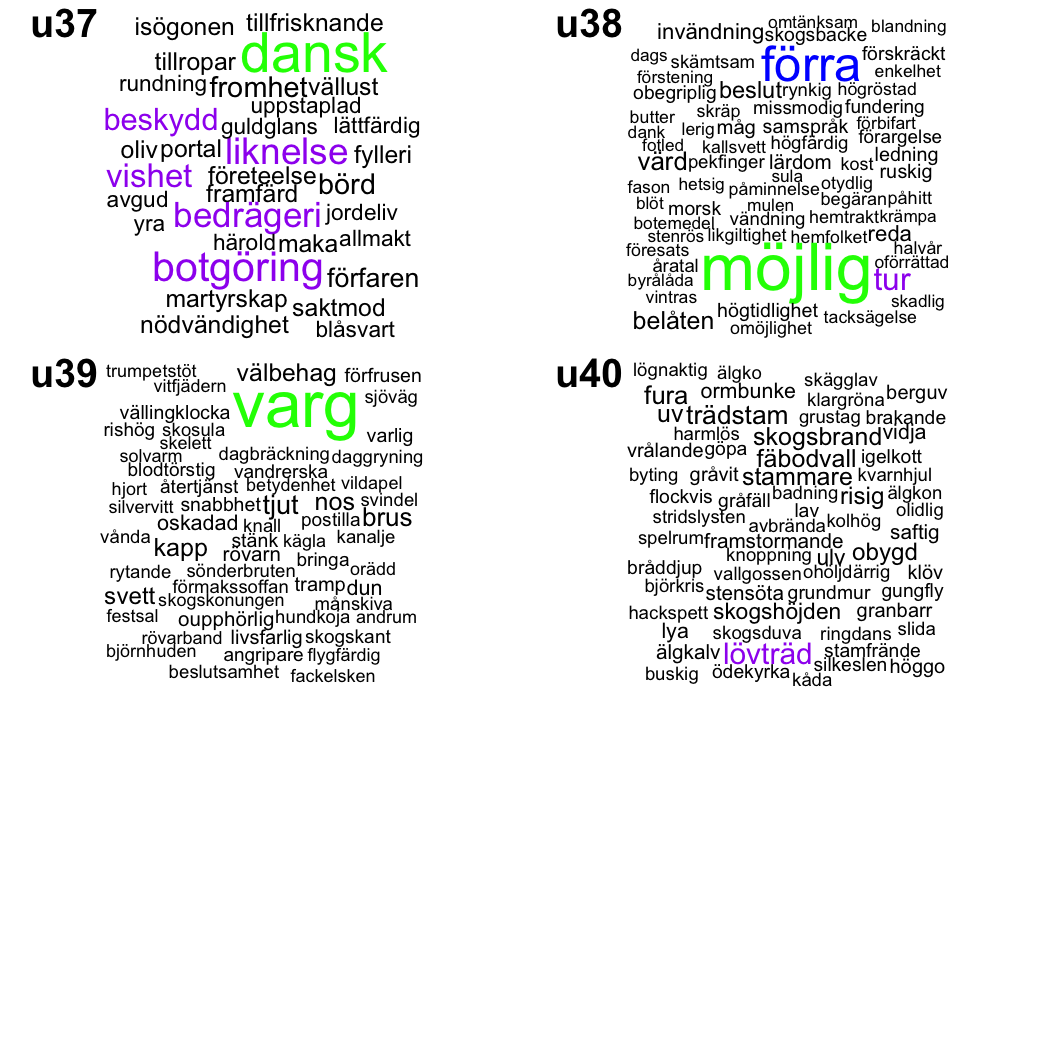 u37
isögonen tillfrisknande
tillropar dansk
rundning fromhet vällust
uppstaplad
beskydd guldglans lättfärdig
oliv portal liknelse fylleri
vishet företeelse börd
avgud framfärd
yra bedrägeri jordeliv
härold maka allmakt
botgöring förfaren
martyrskap saktmod
nödvändighet blåsvart
u38
omtänksam
invändning skogsbacke blandning
dags skämtsam förra förskräckt
förstening enkelhet
obegriplig beslut rynkig högröstad
skräp missmodig fundering
butter
dank lerig måg samspråk förbifart
fotled kallsvett högfärdig förargelse
värd pekfinger lärdom kost ledning
sula ruskig
fason hetsig påminnelse otydlig
blöt morsk mulen begäran påhitt
botemedel vändning hemtrakt krämpa
stenrös likgiltighet hemfolket reda
föresats halvår
åratal möjlig oförrättad
byrålåda tur
vintras skadlig
belåten högtidlighet tacksägelse
omöjlighet
u39
trumpetstöt välbehag förfrusen
vitfjädern varg sjöväg
vällingklocka
rishög skosula varlig
skelett
solvarm dagbräckning daggryning
blodtörstig vandrerska
hjort återtjänst betydenhet vildapel
silvervitt snabbhet tjut nos svindel
oskadad knall postilla brus
vånda stänk kägla kanalje
kapp rövarn bringa
rytande sönderbruten orädd
förmakssoffan tramp dun
svett skogskonungen månskiva
festsal oupphörlig hundkoja andrum
rövarband livsfarlig skogskant
björnhuden angripare flygfärdig
beslutsamhet fackelsken
u40
lögnaktig älgko skägglav
fura ormbunke klargröna berguv
uv trädstam grustag brakande
harmlös skogsbrand vidja
vrålande göpa fäbodvall igelkott
byting gråvit stammare kvarnhjul
flockvis gråfäll badning risig älgkon
stridslysten lav olidlig
avbrända kolhög
spelrum framstormande saftig
knoppning ulv obygd
bråddjup vallgossen ohöljdärrig klöv
björkris stensöta grundmur gungfly
hackspett skogshöjden granbarr
lya skogsduva ringdans slida
älgkalv lövträd stamfrände
buskig ödekyrka silkeslen höggo
kåda